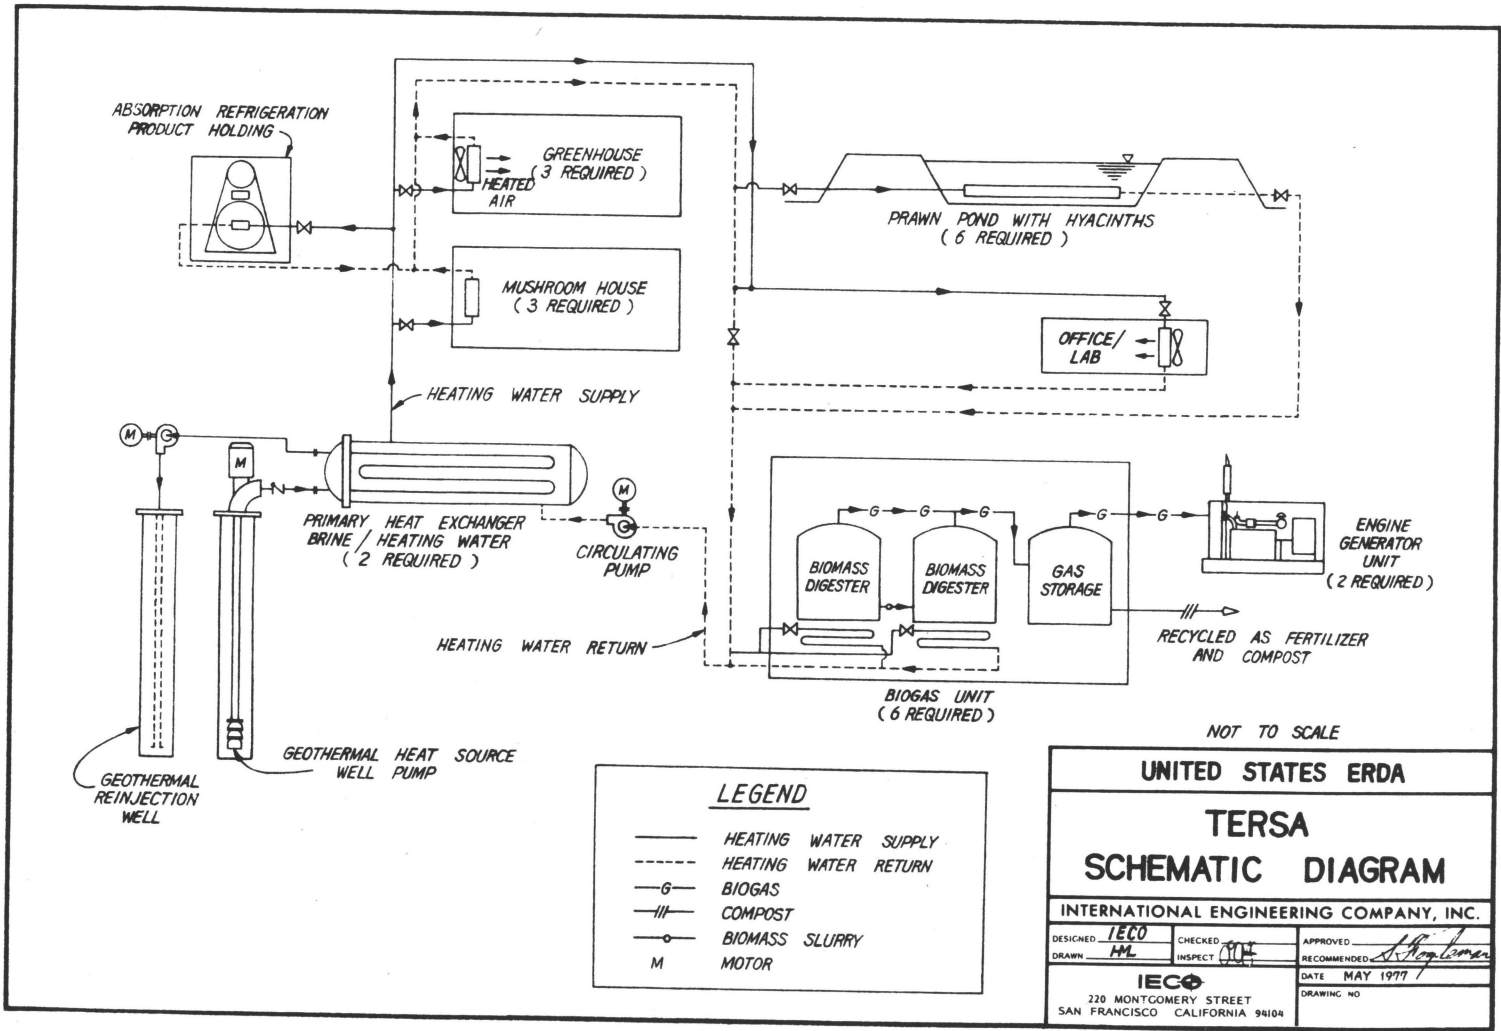 ABSORPTION REFRIGERATION
PRODUCT HOLDING
GREENHOUSE
(3 REQUIRED)
HEATED
AIR
MUSHROOM HOUSE
(3 REQUIRED)
PRAWN POND WITH HYACINTHS
(6 REQUIRED)
OFFICE/
LAB
HEATING WATER SUPPLY
M
M
PRIMARY HEAT EXCHANGER
BRINE / HEATING WATER
(2 REQUIRED)
M
CIRCULATING
PUMP
HEATING WATER RETURN
G
G
G
G
G
BIOMASS
DIGESTER
BIOMASS
DIGESTER
GAS
STORAGE
ENGINE
GENERATOR
UNIT
(2 REQUIRED)
RECYCLED AS FERTILIZER
AND COMPOST
BIOGAS UNIT
(6 REQUIRED)
GEOTHERMAL
REINJECTION
WELL
GEOTHERMAL HEAT SOURCE
WELL PUMP
LEGEND
HEATING WATER SUPPLY
HEATING WATER RETURN
G BIOGAS
COMPOST
BIOMASS SLURRY
M MOTOR
NOT TO SCALE
UNITED STATES ERDA
TERSA
SCHEMATIC DIAGRAM
INTERNATIONAL ENGINEERING COMPANY, INC.
DESIGNED IECO
DRAWN HML
CHECKED
INSPECT
APPROVED
RECOMMENDED
IECO
220 MONTGOMERY STREET
SAN FRANCISCO CALIFORNIA 94104
DATE MAY 1977
DRAWING NO